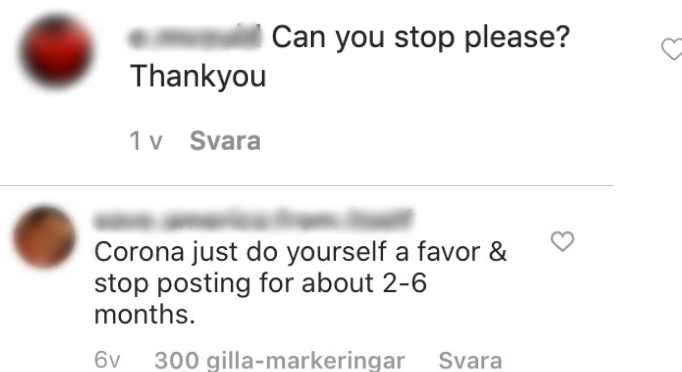 Can you stop please?
Thankyou
1 v Svara
Corona just do yourself a favor &
stop posting for about 2-6
months.
6v 300 gilla-markeringar Svara